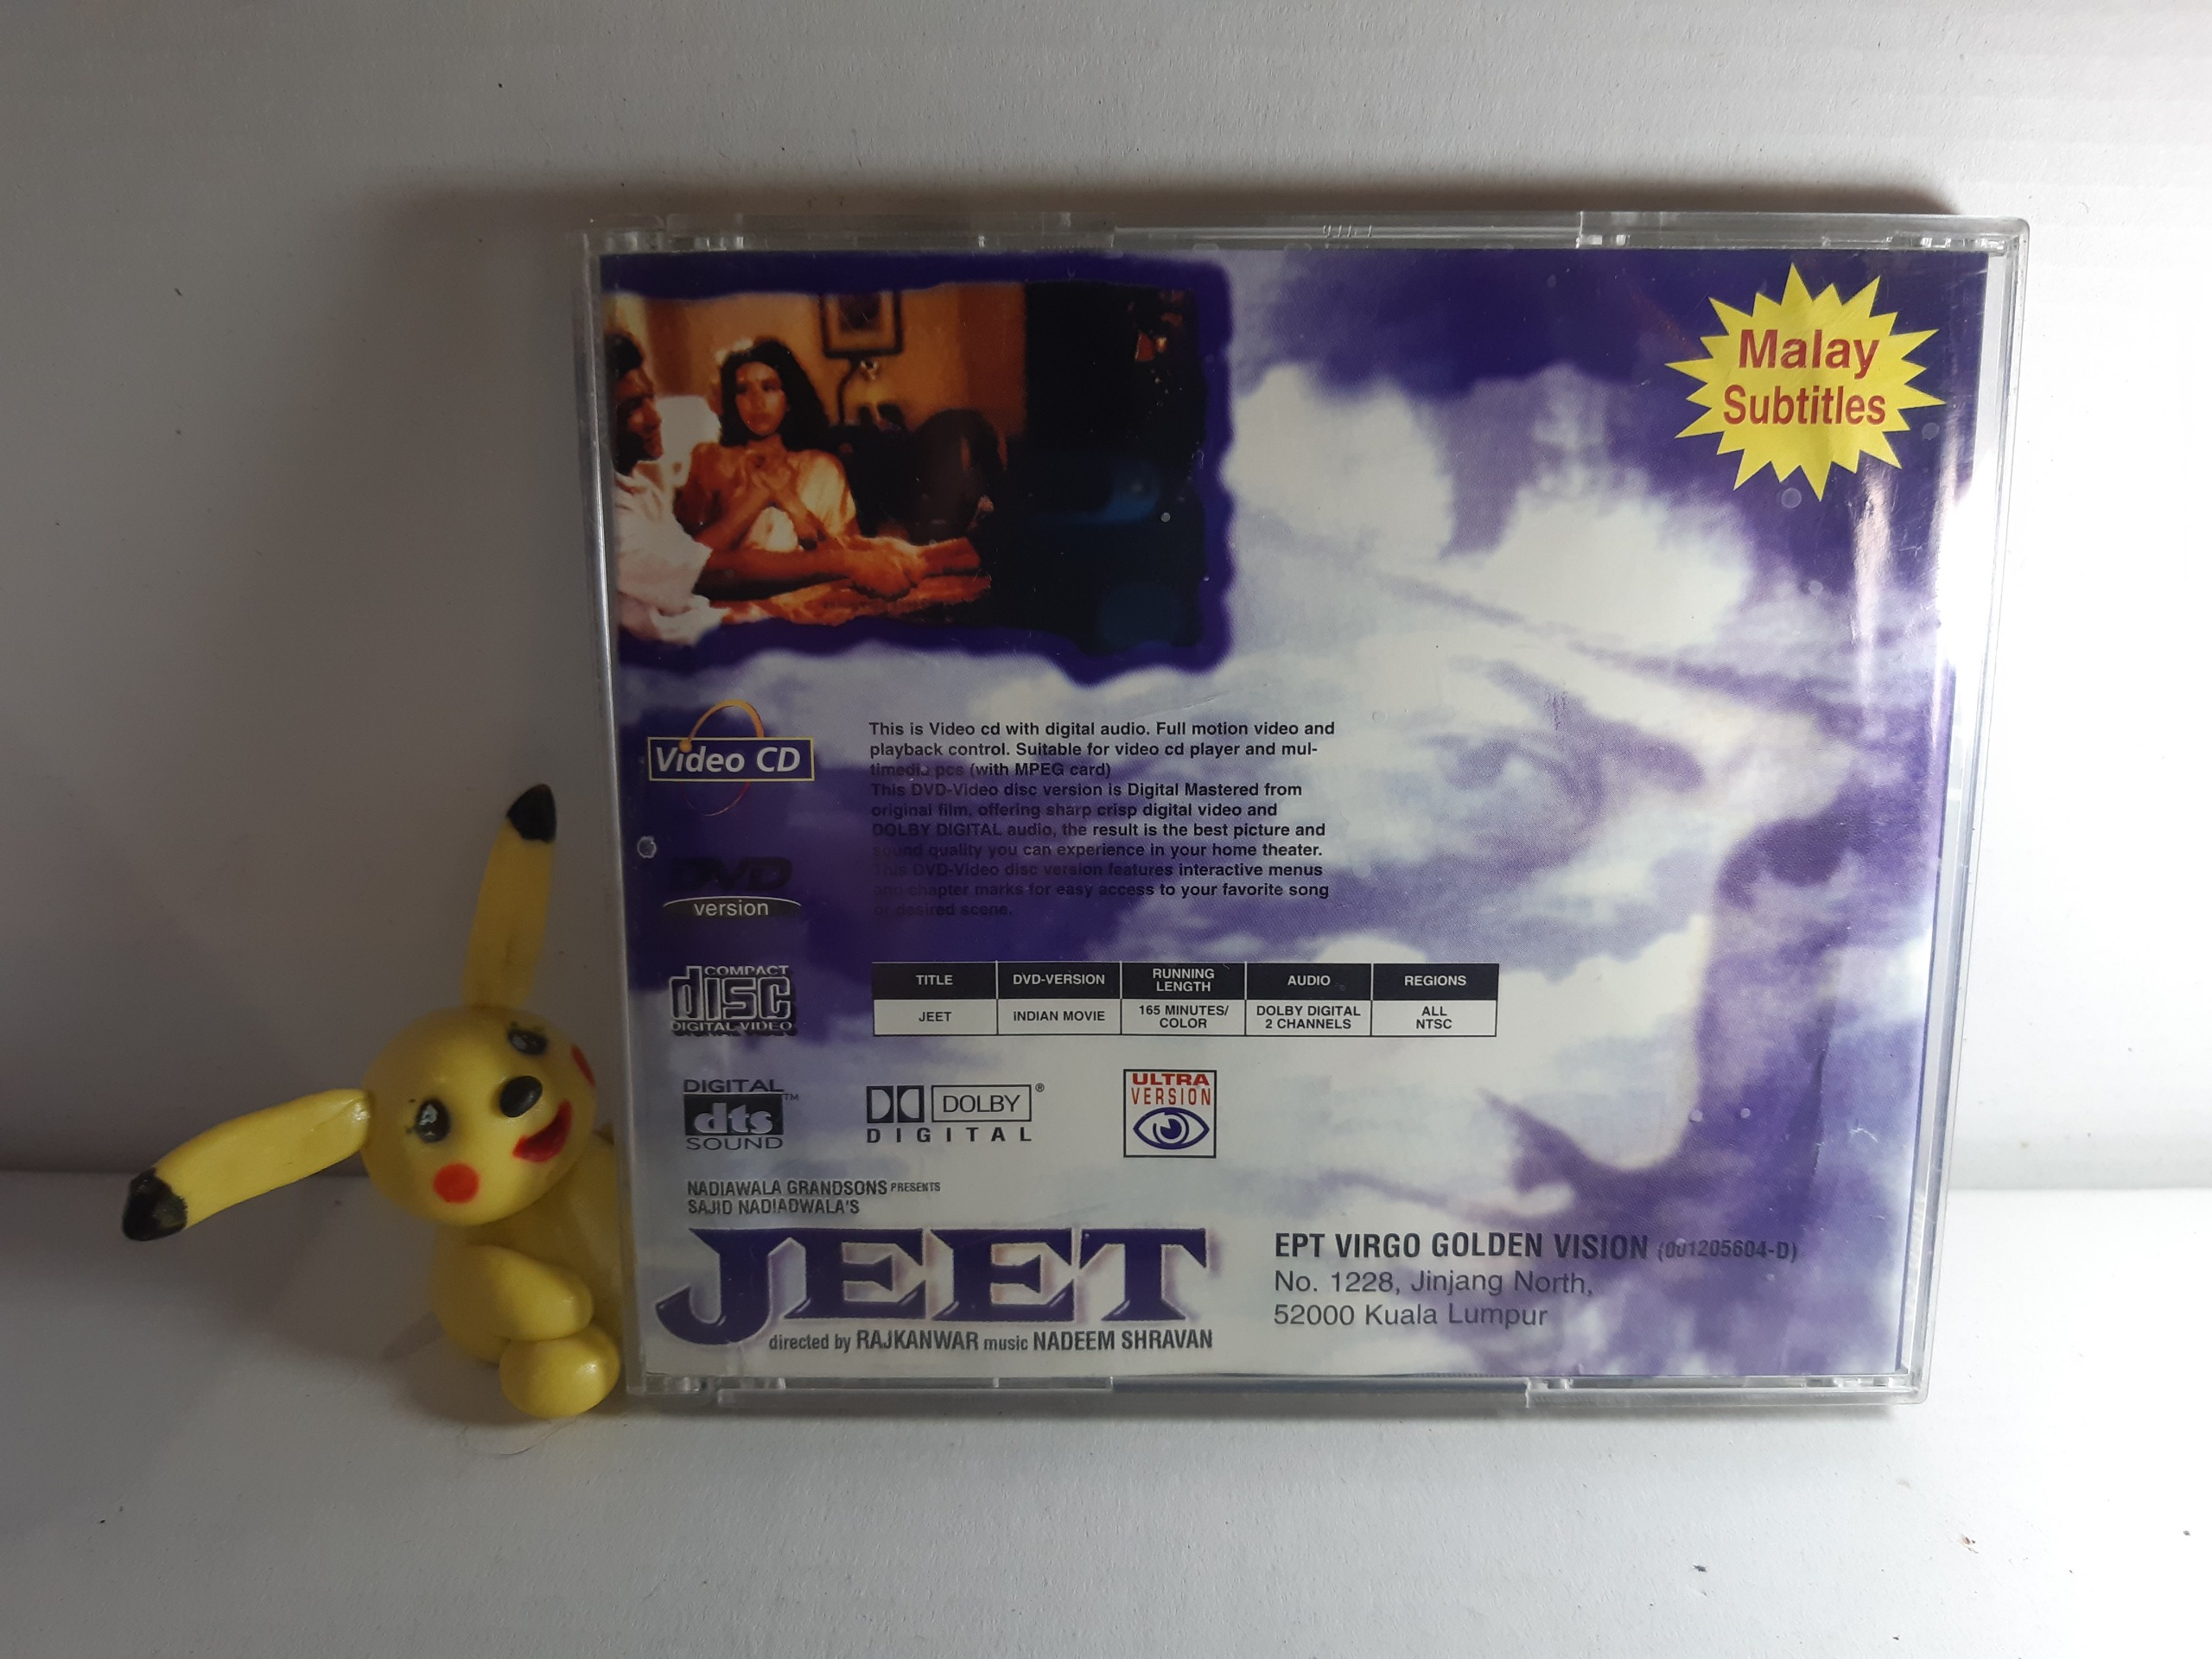 Malay
Subtitles
Video CD
This is Video cd with digital audio. Full motion video and
playback control. Suitable for video cd player and mul-
timedia pcs (with MPEG card)
This DVD-Video disc version is Digital Mastered from
original film, offering sharp crisp digital video and
DOLBY DIGITAL audio, the result is the best picture and
sound quality you can experience in your home theater.
This DVD-Video disc version features interactive menus
and chapter marks for easy access to your favorite song
or desired scene.
DVD
version
COMPACT
disc
DIGITAL VIDEO
TITLE DVD-VERSION RUNNING LENGTH AUDIO REGIONS
JEET INDIAN MOVIE 165 MINUTES/ COLOR DOLBY DIGITAL 2 CHANNELS ALL NTSC
DIGITAL
dts TM
SOUND
DOLBY ®
DIGITAL
ULTRA
VERSION
NADIAWALA GRANDSONS PRESENTS
SAJID NADIADWALA'S
JEET
directed by RAJKANWAR music NADEEM SHRAVAN
EPT VIRGO GOLDEN VISION (001205604-D)
No. 1228, Jinjang North,
52000 Kuala Lumpur